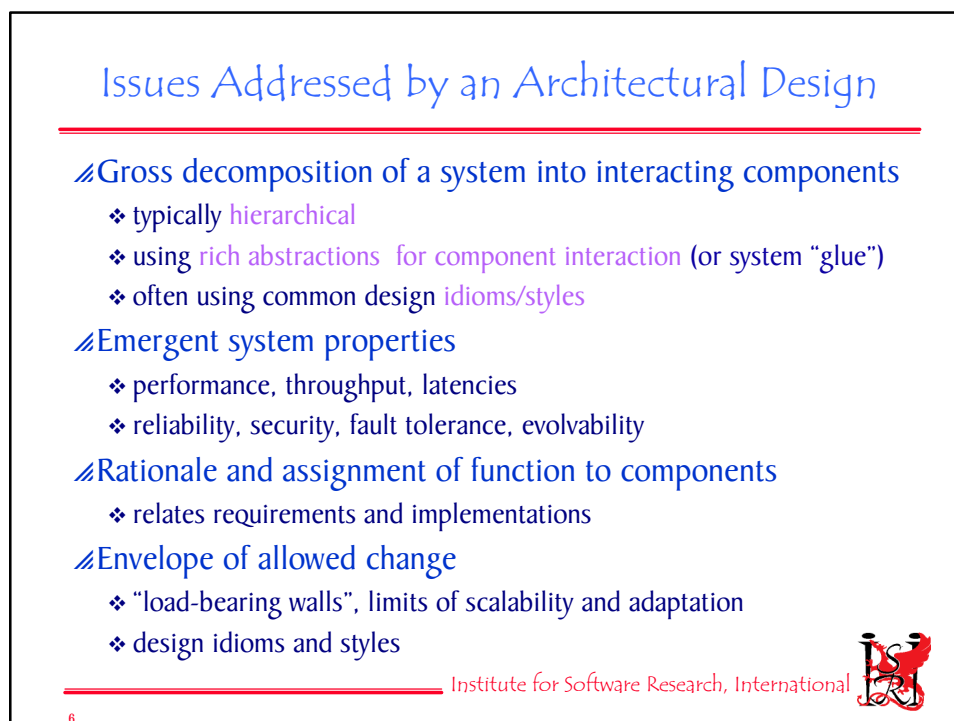 Issues Addressed by an Architectural Design
Gross decomposition of a system into interacting components
❖ typically hierarchical
❖ using rich abstractions for component interaction (or system “glue”)
❖ often using common design idioms/styles
Emergent system properties
❖ performance, throughput, latencies
❖ reliability, security, fault tolerance, evolvability
Rationale and assignment of function to components
❖ relates requirements and implementations
Envelope of allowed change
❖ “load-bearing walls”, limits of scalability and adaptation
❖ design idioms and styles
Institute for Software Research, International
ISRI
6